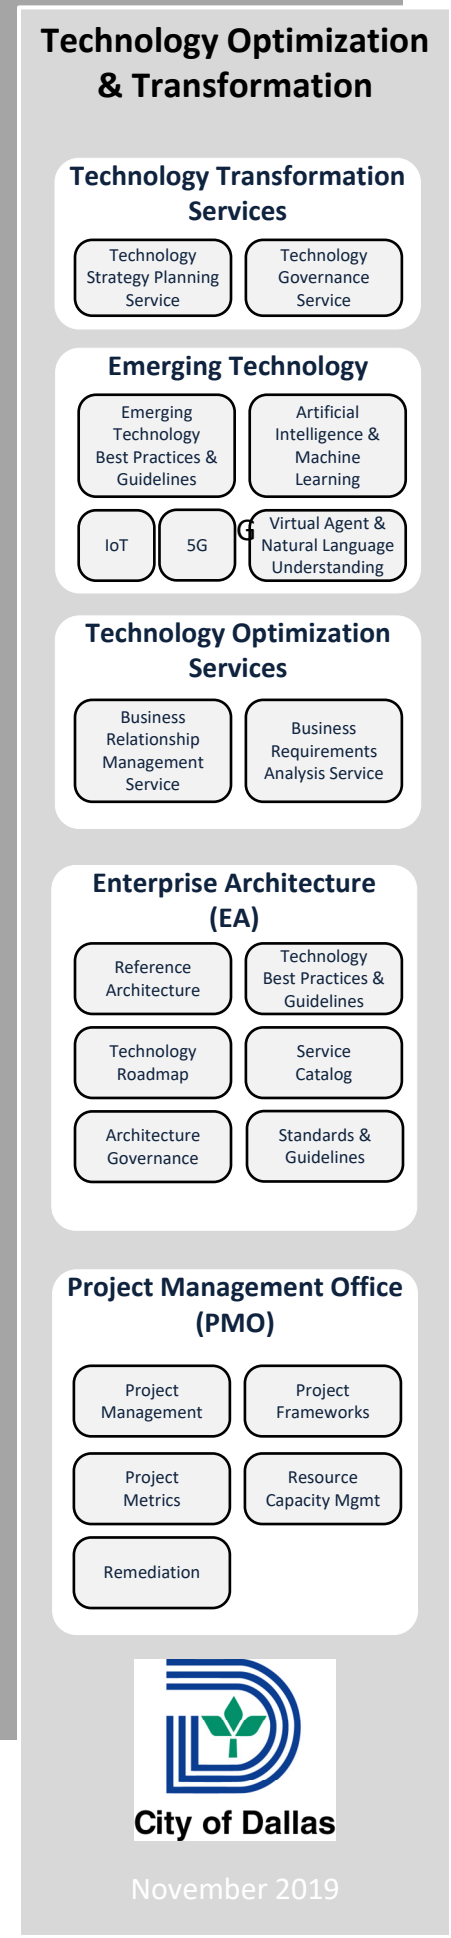 Technology Optimization
& Transformation
Technology Transformation
Services
Technology
Strategy Planning
Service
Technology
Governance
Service
Emerging Technology
Emerging
Technology
Best Practices &
Guidelines
Artificial
Intelligence &
Machine
Learning
IoT
5G
G
Virtual Agent &
Natural Language
Understanding
Technology Optimization
Services
Business
Relationship
Management
Service
Business
Requirements
Analysis Service
Enterprise Architecture
(EA)
Reference
Architecture
Technology
Best Practices &
Guidelines
Technology
Roadmap
Service
Catalog
Architecture
Governance
Standards &
Guidelines
Project Management Office
(PMO)
Project
Management
Project
Frameworks
Project
Metrics
Resource
Capacity Mgmt
Remediation
City of Dallas
November 2019